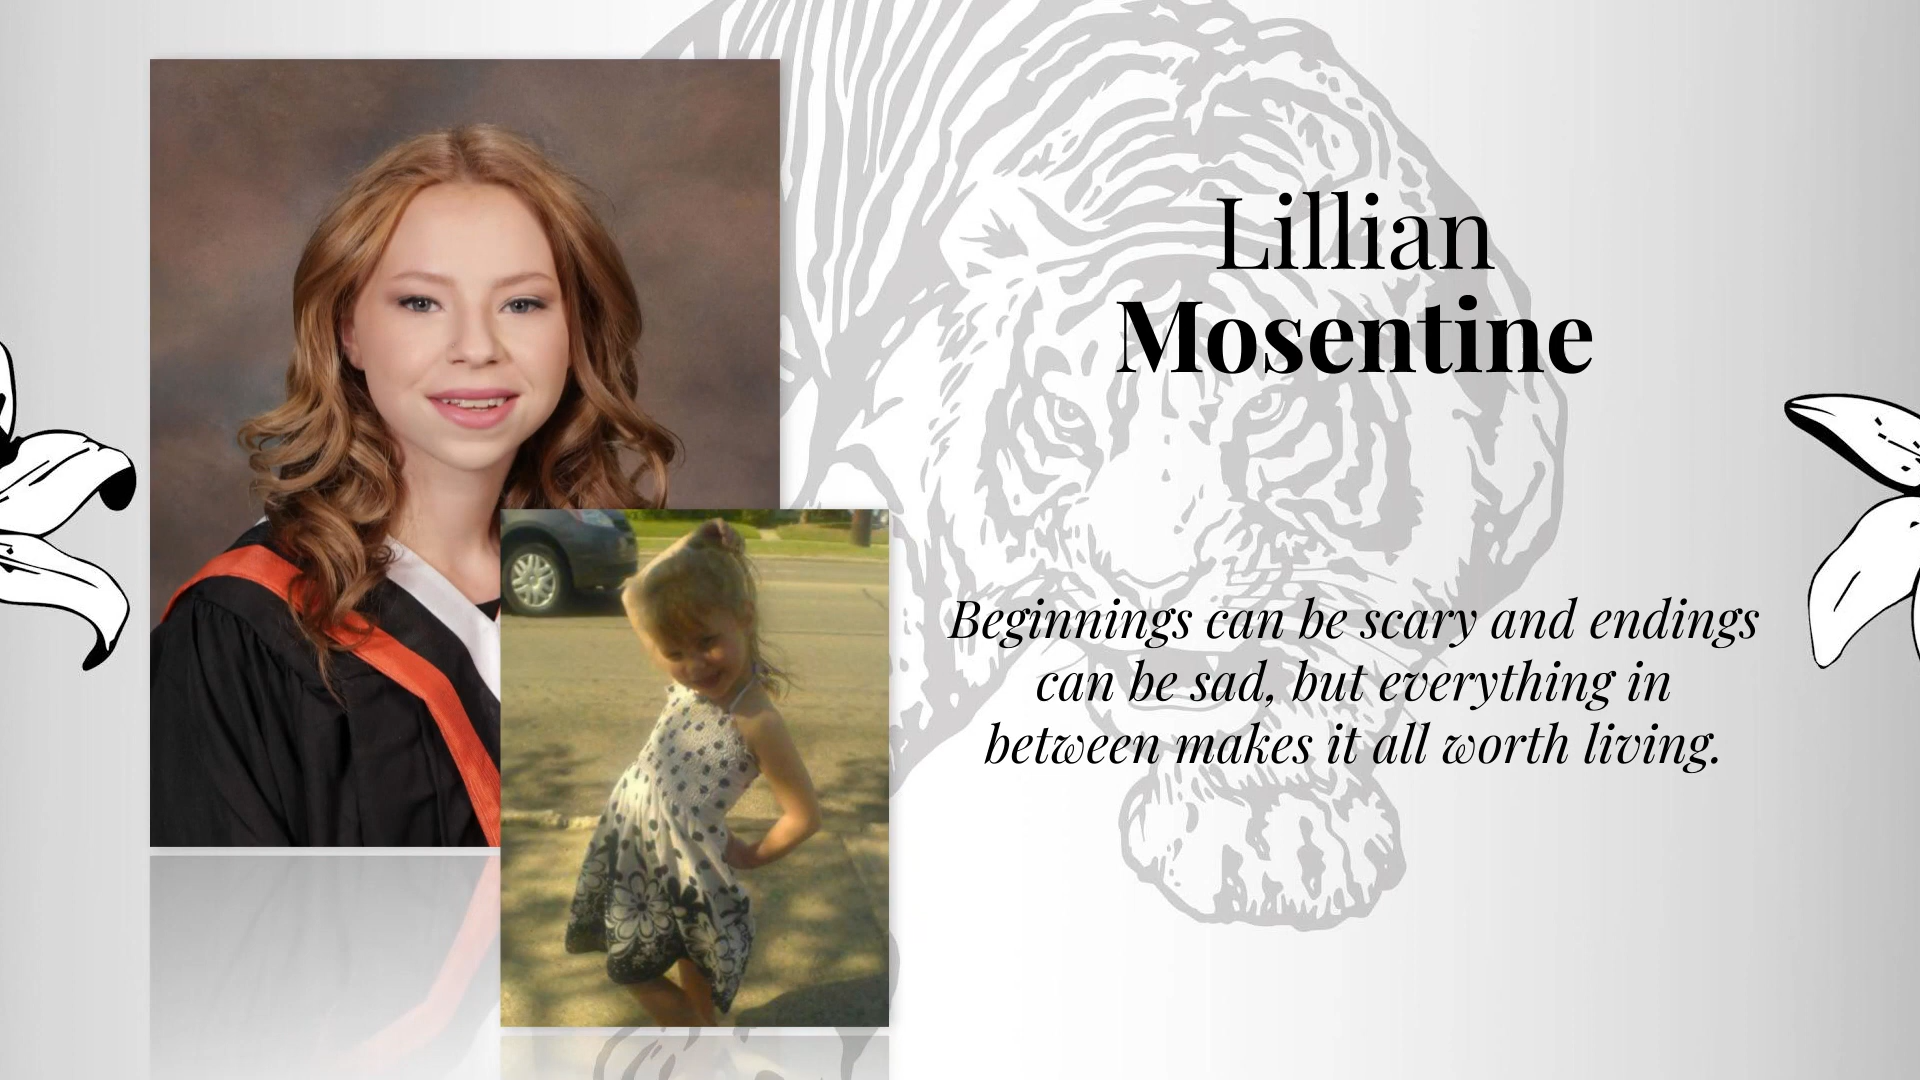 Lillian
Mosentine
Beginnings can be scary and endings
can be sad, but everything in
between makes it all worth living.